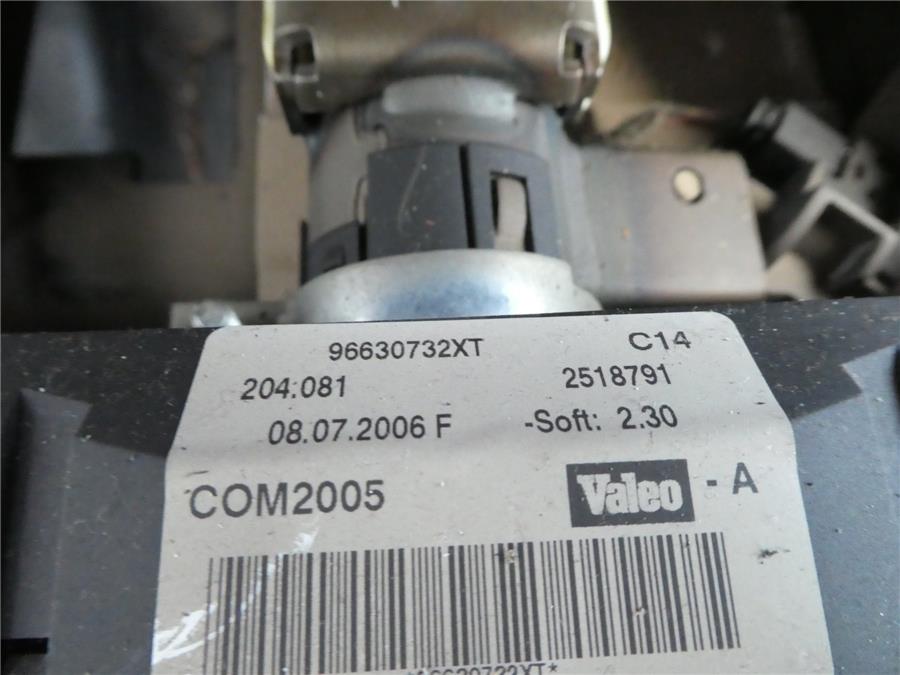 96630732XT C14
204.081 2518791
08.07.2006 F -Soft: 2.30
COM2005 Valeo - A